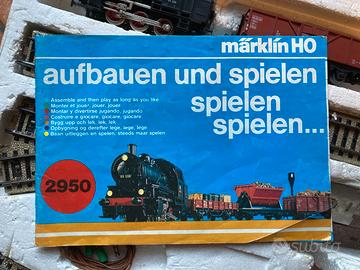 märklin HO
aufbauen und spielen
spielen
spielen...
Assemble and then play as long as you like
Monter et jouer, jouer, jouer
Montar y divertirse jugando, jugando
Costruire e giocare, giocare, giocare
Bygg upp och lek, lek, lek
Opbygning og derefter lege, lege, lege
Baan uitleggen en spelen, steeds maar spelen
2950
subito